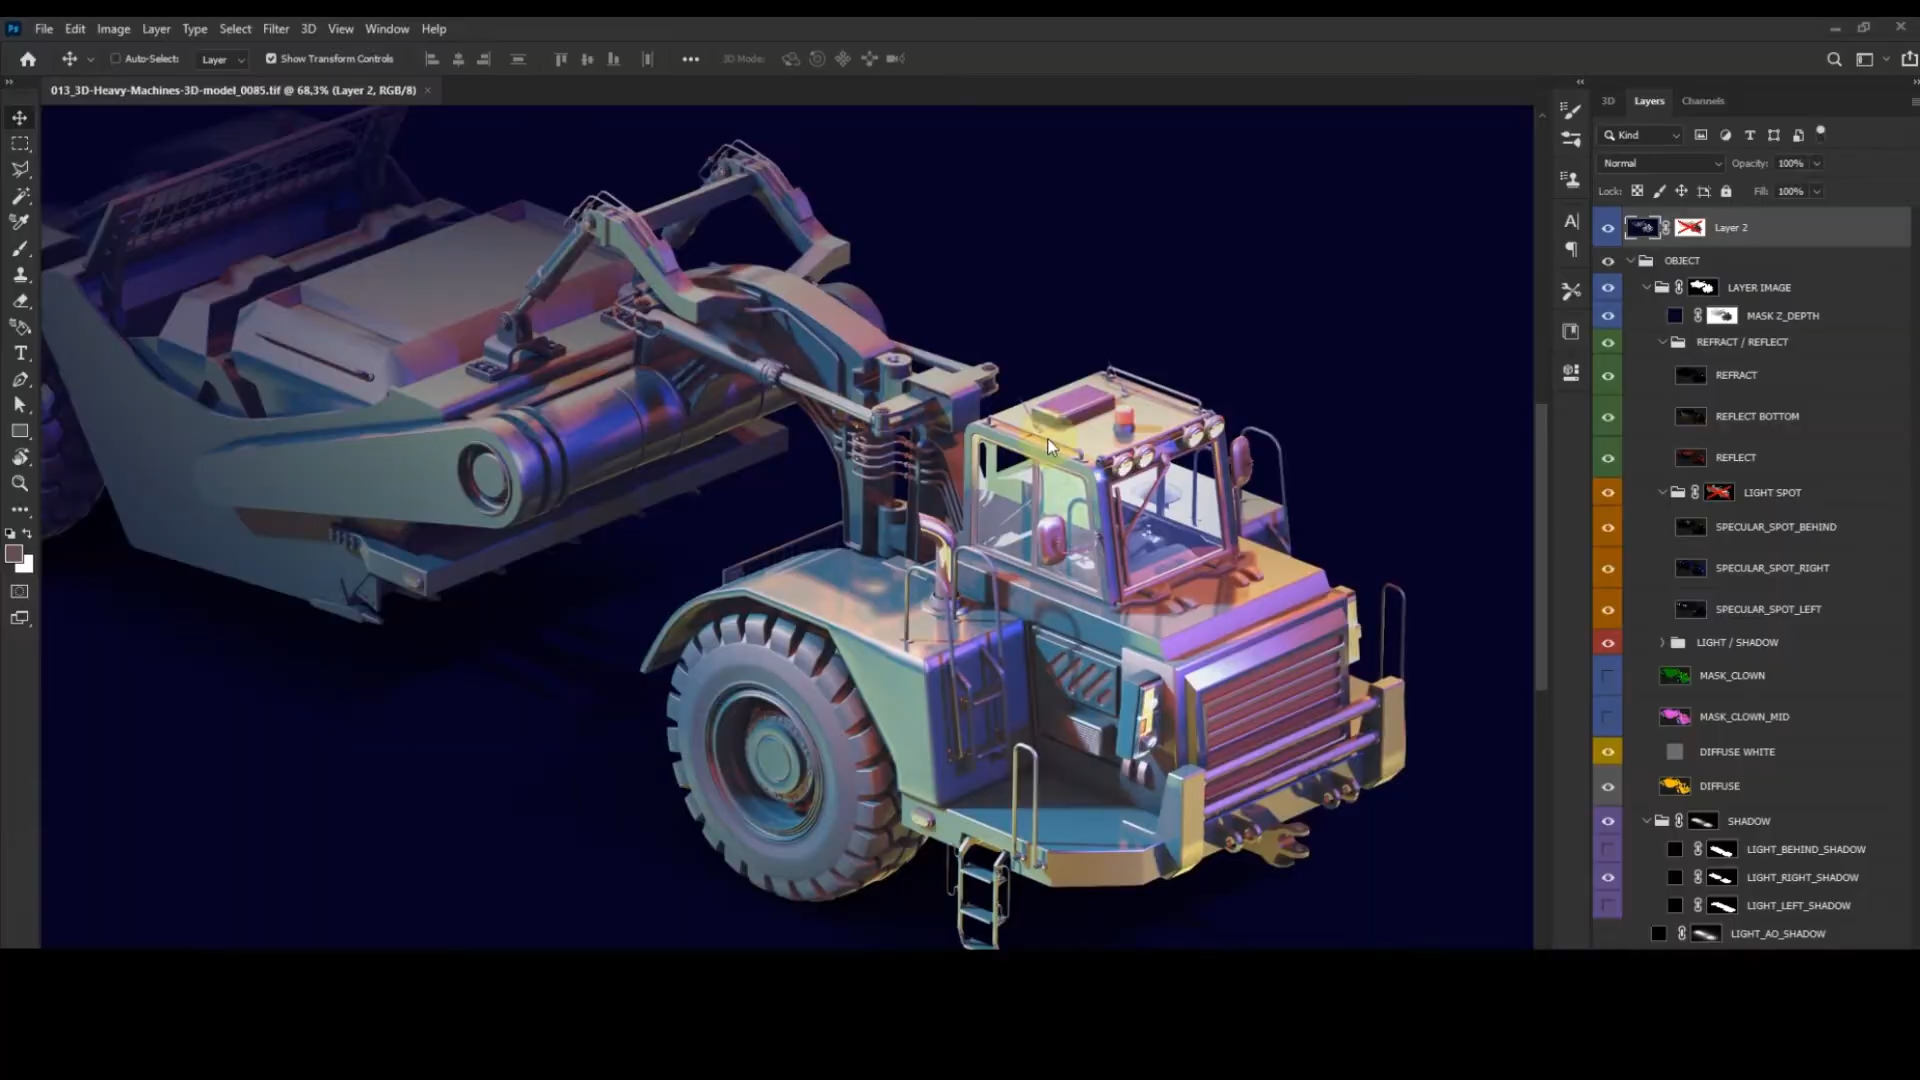 Ps File Edit Image Layer Type Select Filter 3D View Window Help
Auto-Select: Layer Show Transform Controls 3D Mode:
013_3D-Heavy-Machines-3D-model_0085.tif @ 68,3% (Layer 2, RGB/8) ×
3D Layers Channels
Kind
Normal Opacity: 100%
Lock: Fill: 100%
Layer 2
OBJECT
LAYER IMAGE
MASK Z_DEPTH
REFRACT / REFLECT
REFRACT
REFLECT BOTTOM
REFLECT
LIGHT SPOT
SPECULAR_SPOT_BEHIND
SPECULAR_SPOT_RIGHT
SPECULAR_SPOT_LEFT
LIGHT / SHADOW
MASK_CLOWN
MASK_CLOWN_MID
DIFFUSE WHITE
DIFFUSE
SHADOW
LIGHT_BEHIND_SHADOW
LIGHT_RIGHT_SHADOW
LIGHT_LEFT_SHADOW
LIGHT_AO_SHADOW